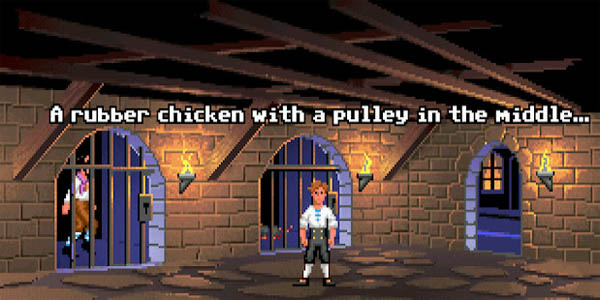 A rubber chicken with a pulley in the middle...